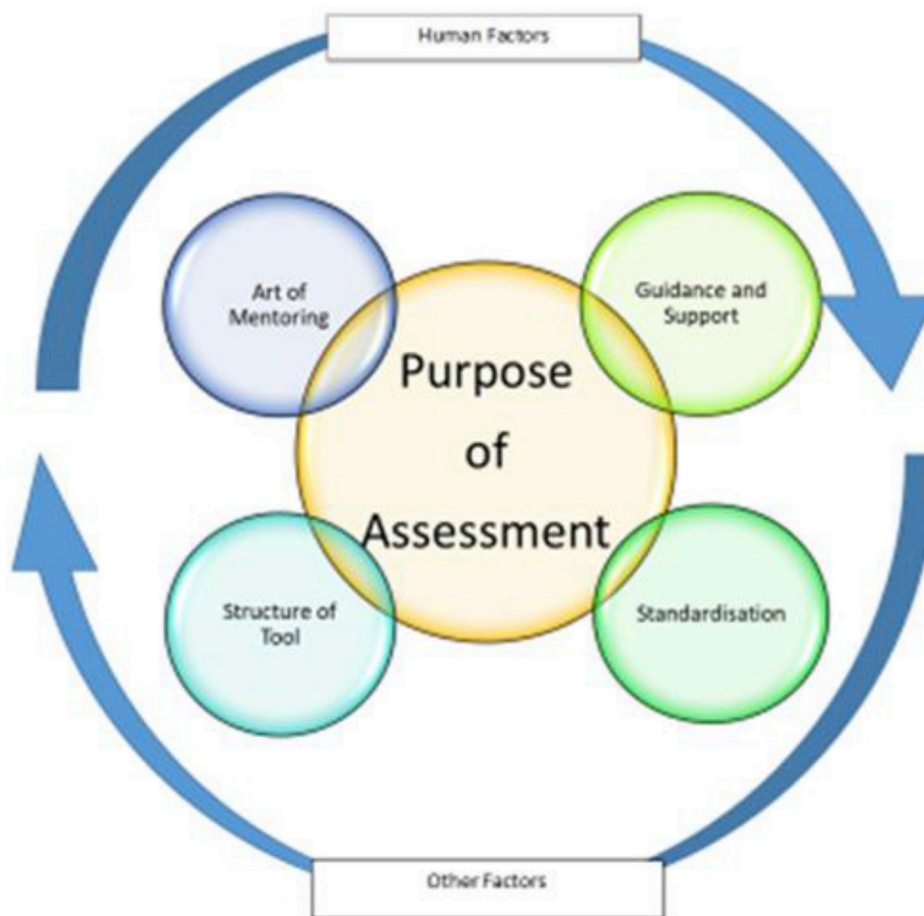 Human Factors
Art of
Mentoring
Guidance and
Support
Purpose
of
Assessment
Structure of
Tool
Standardisation
Other Factors